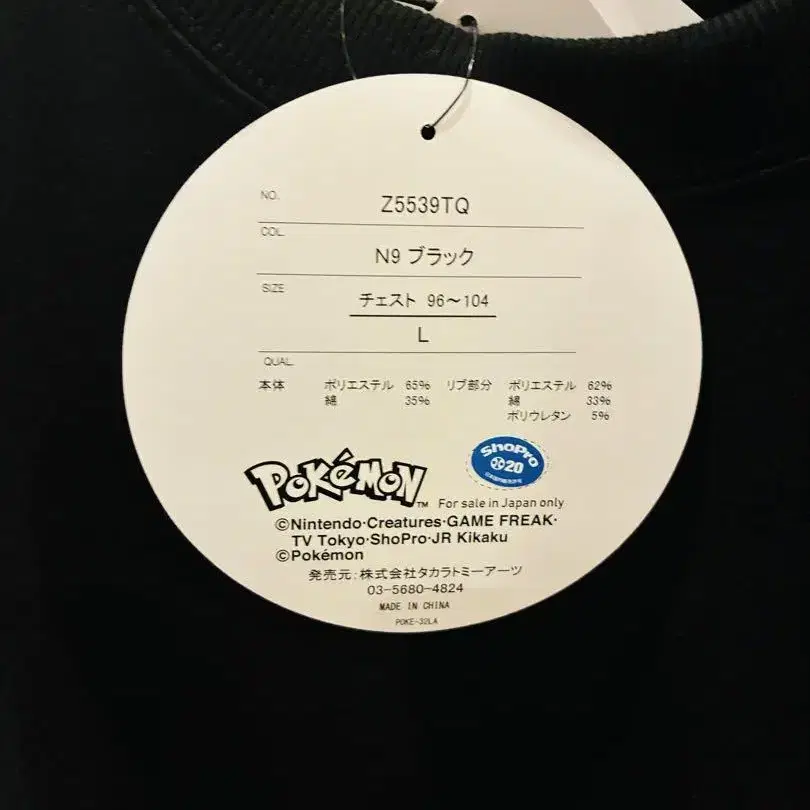 NO.
Z5539TQ
COL.
N9 ブラック
SIZE
チェスト 96～104
L
QUAL.
本体 ポリエステル 65% リブ部分 ポリエステル 62%
綿 35% 綿 33%
ポリウレタン 5%
ShoPro
20
POKéMON™
For sale in Japan only
©Nintendo·Creatures·GAME FREAK·
TV Tokyo·ShoPro·JR Kikaku
©Pokémon
発売元:株式会社タカラトミーアーツ
03-5680-4824
MADE IN CHINA
POKE-32LA